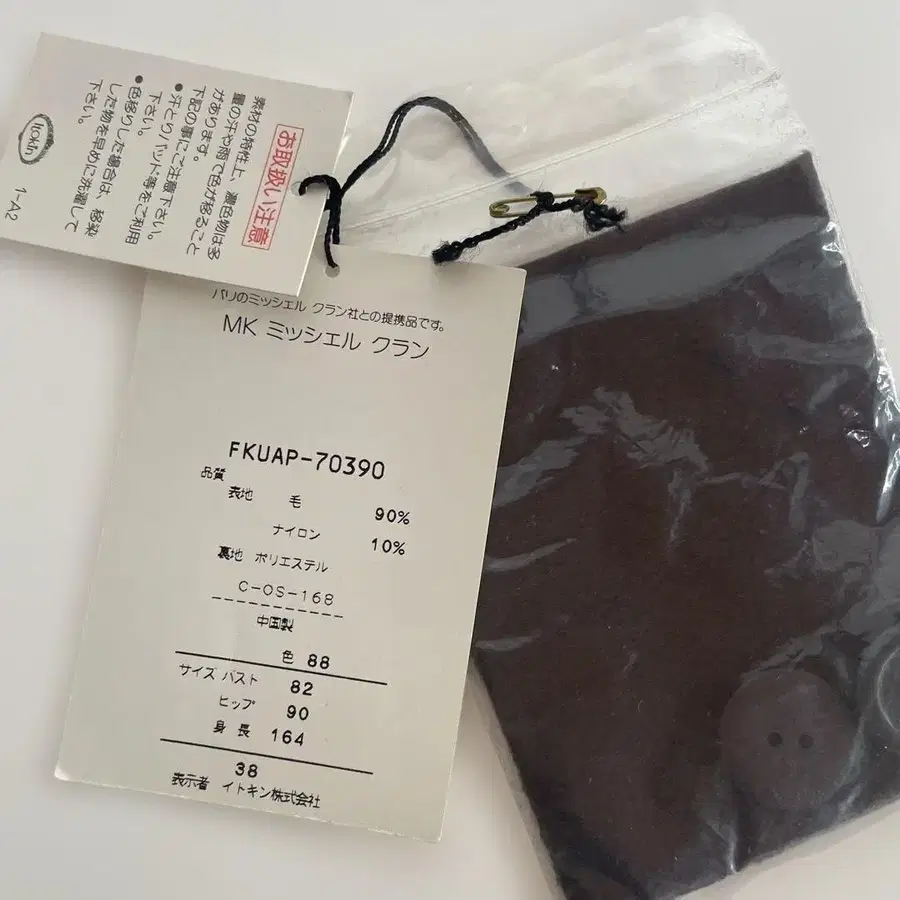 お取扱い注意
素材の特性上、濃色物は多
量の汗や雨で色が移ること
があります。
下記の事にご注意下さい。
●汗とりパッド等をご利用
下さい。
●色移りした場合は、移染
した物を早めに洗濯して
下さい。
Itokin
1-A2
パリのミッシェル クラン社との提携品です。
MK ミッシェル クラン
FKUAP-70390
品質
表地 毛 90%
ナイロン 10%
裏地 ポリエステル
C-OS-168
中国製
色 88
サイズ バスト 82
ヒップ 90
身長 164
38
表示者 イトキン株式会社